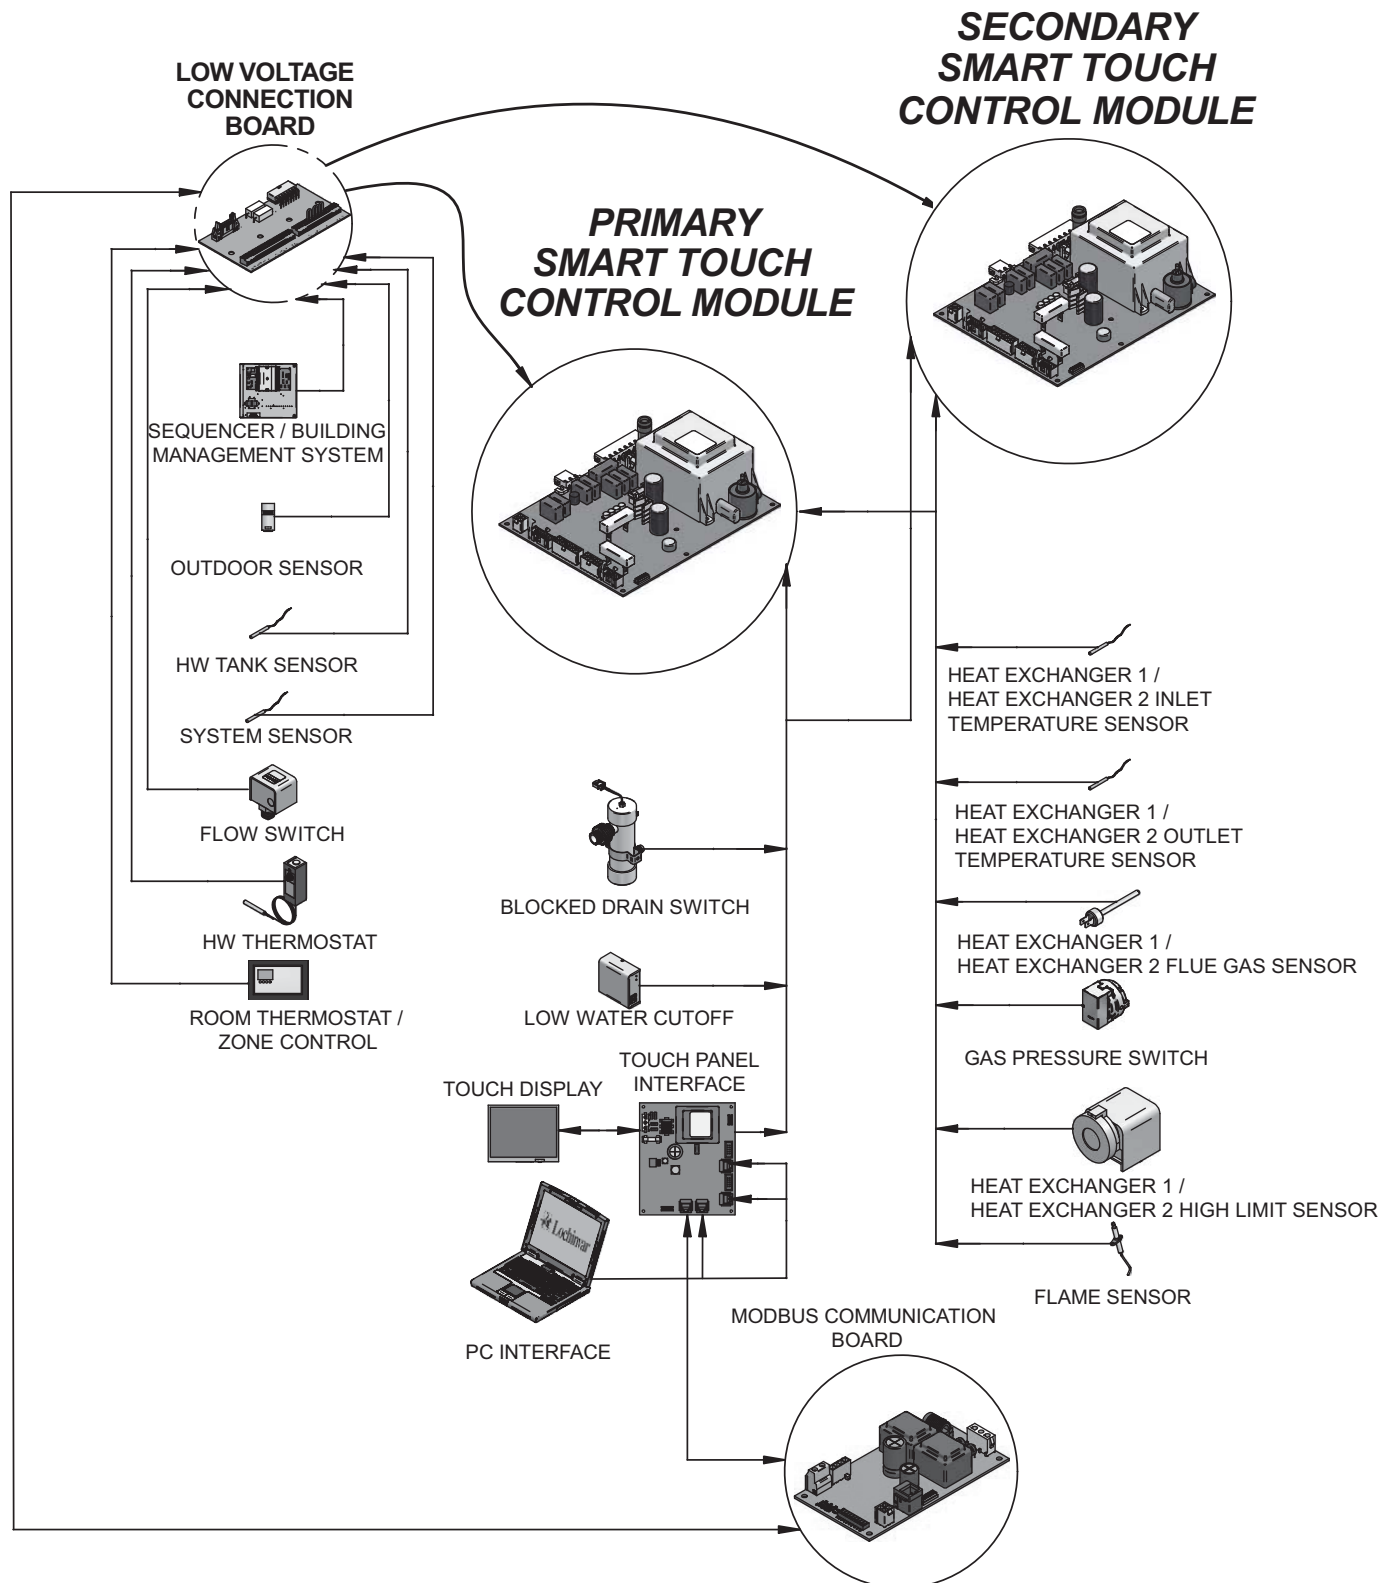 SECONDARY
SMART TOUCH
CONTROL MODULE
LOW VOLTAGE
CONNECTION
BOARD
PRIMARY
SMART TOUCH
CONTROL MODULE
SEQUENCER / BUILDING
MANAGEMENT SYSTEM
OUTDOOR SENSOR
HW TANK SENSOR
SYSTEM SENSOR
FLOW SWITCH
HW THERMOSTAT
ROOM THERMOSTAT /
ZONE CONTROL
BLOCKED DRAIN SWITCH
LOW WATER CUTOFF
TOUCH PANEL
INTERFACE
TOUCH DISPLAY
Lochinvar
PC INTERFACE
HEAT EXCHANGER 1 /
HEAT EXCHANGER 2 INLET
TEMPERATURE SENSOR
HEAT EXCHANGER 1 /
HEAT EXCHANGER 2 OUTLET
TEMPERATURE SENSOR
HEAT EXCHANGER 1 /
HEAT EXCHANGER 2 FLUE GAS SENSOR
GAS PRESSURE SWITCH
HEAT EXCHANGER 1 /
HEAT EXCHANGER 2 HIGH LIMIT SENSOR
FLAME SENSOR
MODBUS COMMUNICATION
BOARD